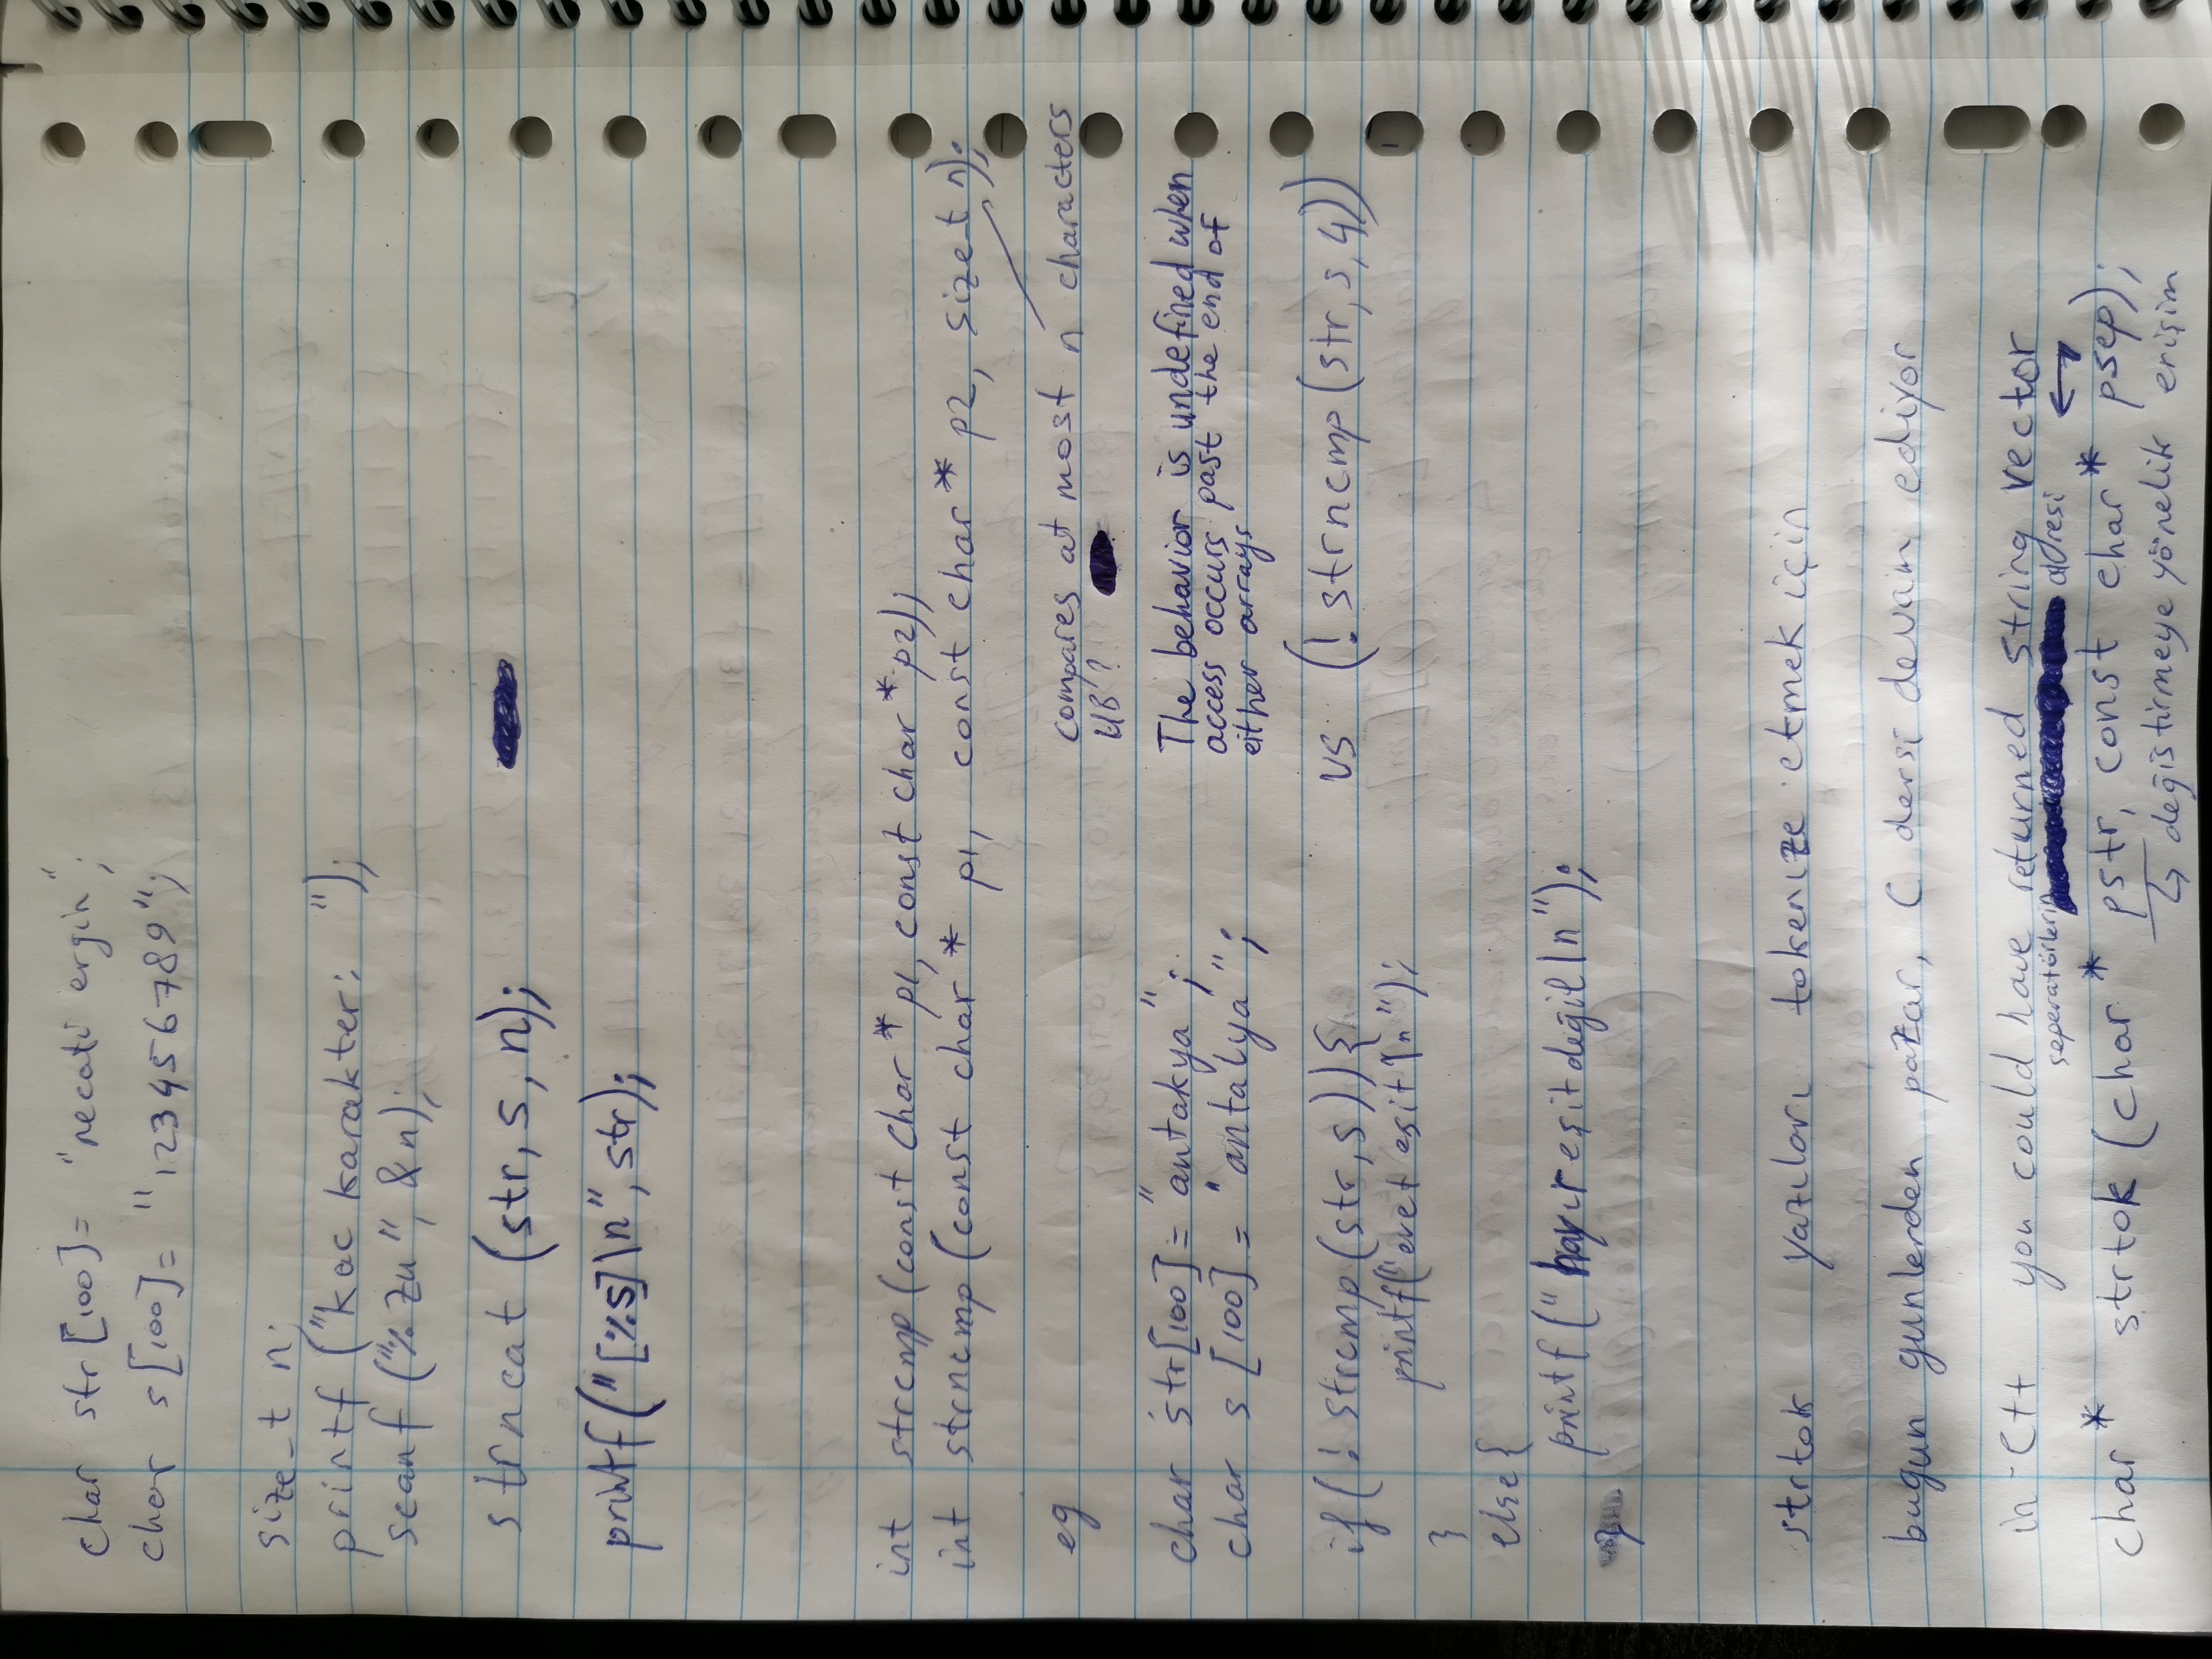 char str[100]= "necati ergin";
char s[100]= "123456789";
size_t n;
printf ("kac karakter: ");
scanf ("%zu", &n);
strncat (str, s, n);
printf("[%s]\n", str);
int strcmp (const char * p1, const char * p2);
int strncmp (const char * p1, const char * p2, size_t n);
eg
compares at most n characters
UB?
char str[100]= "antakya";
char s [100] = "antalya";
The behavior is undefined when
access occurs past the end of
either arrays
if(! strcmp(str,s)){ vs (! strncmp(str,s,4))
printf("evet esit \n");
}
else{
printf("hayır eşit değil\n");
}
strtok yazıları tokenıze etmek için
bugun gunlerden pazar, C dersi devam ediyor
in C++ you could have returned string vector
seperatörlerin adresi
char * strtok (char * pstr, const char * psep);
değiştirmeye yönelik erişim